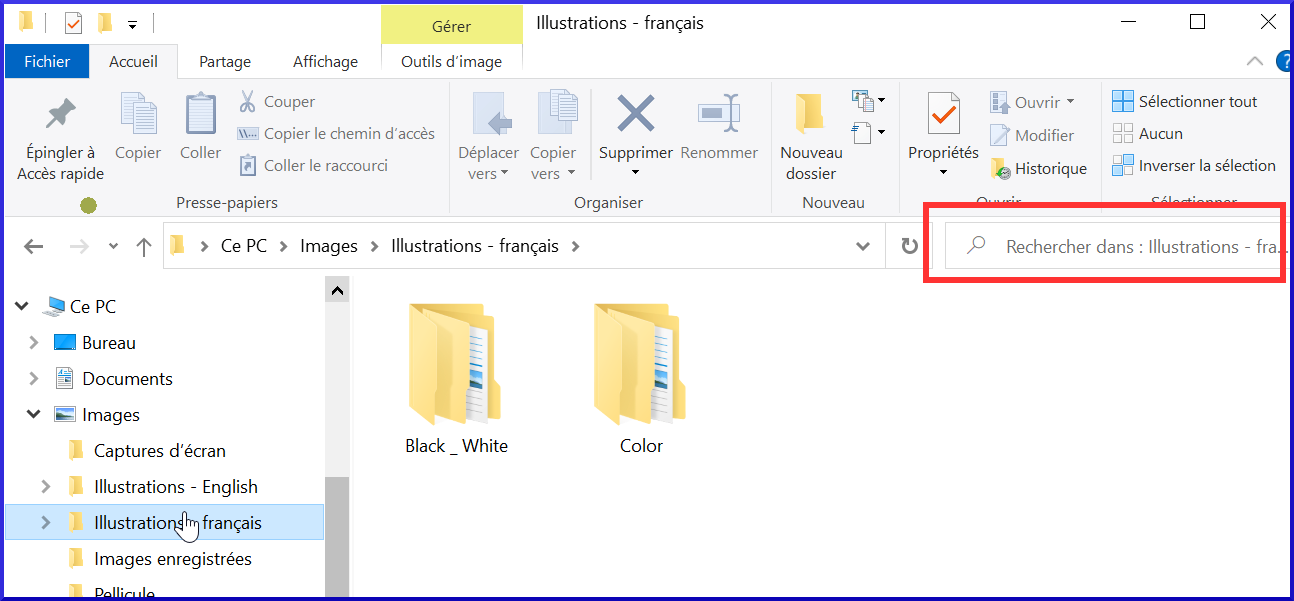 Gérer
Illustrations - français
Fichier
Accueil
Partage
Affichage
Outils d'image
?
Épingler à
Accès rapide
Copier
Coller
Couper
Copier le chemin d'accès
Coller le raccourci
Presse-papiers
Déplacer
vers
Copier
vers
Supprimer
Renommer
Organiser
Nouveau
dossier
Nouveau
Propriétés
Ouvrir
Modifier
Historique
Ouvrir
Sélectionner tout
Aucun
Inverser la sélection
Sélectionner
Ce PC > Images > Illustrations - français >
Rechercher dans : Illustrations - fra...
Ce PC
Bureau
Documents
Images
Captures d'écran
Illustrations - English
Illustrations - français
Images enregistrées
Pellicule
Black _ White
Color